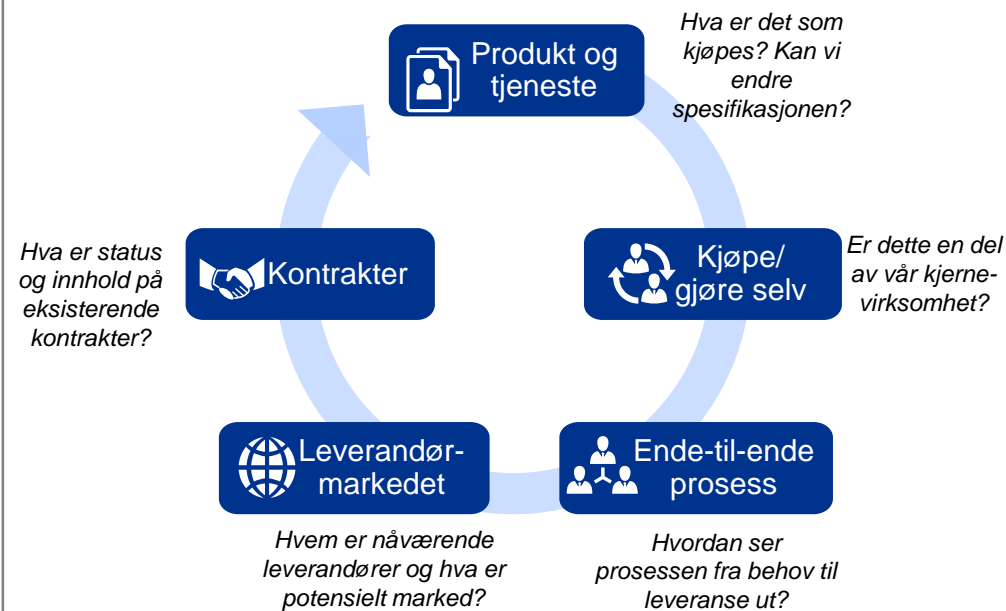 Produkt og
tjeneste
Hva er det som
kjøpes? Kan vi
endre
spesifikasjonen?
Kjøpe/
gjøre selv
Er dette en del
av vår kjerne-
virksomhet?
Ende-til-ende
prosess
Hvordan ser
prosessen fra behov til
leveranse ut?
Leverandør-
markedet
Hvem er nåværende
leverandører og hva er
potensielt marked?
Kontrakter
Hva er status
og innhold på
eksisterende
kontrakter?